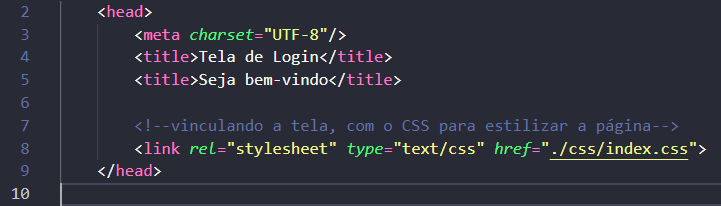 2 <head>
3 <meta charset="UTF-8"/>
4 <title>Tela de Login</title>
5 <title>Seja bem-vindo</title>
6
7 <!--vinculando a tela, com o CSS para estilizar a página-->
8 <link rel="stylesheet" type="text/css" href="./css/index.css">
9 </head>
10